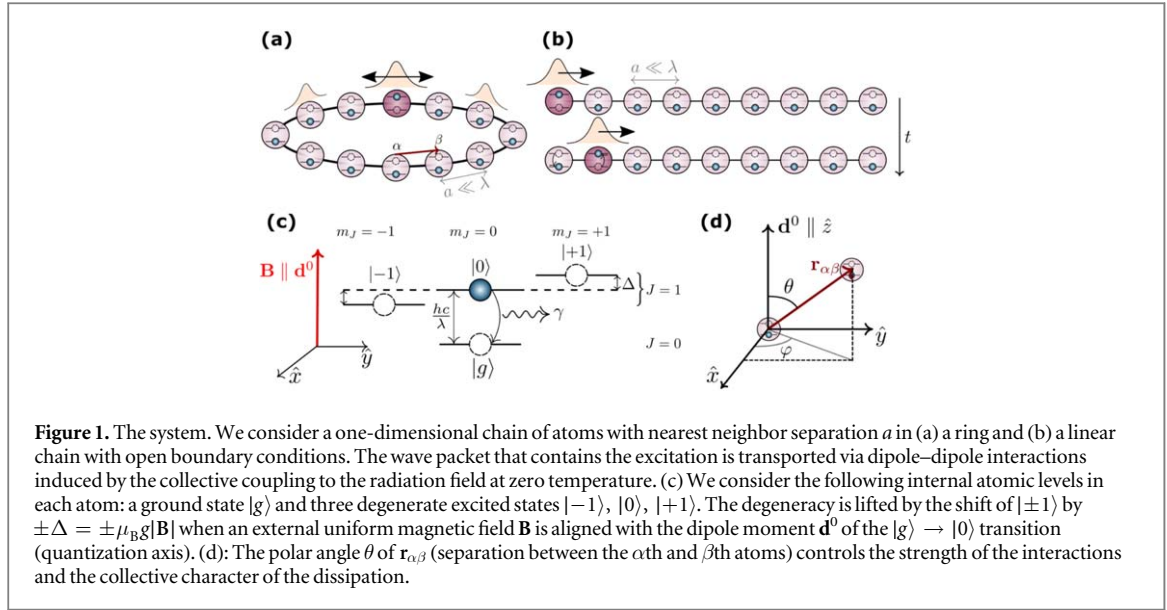 (a)
(b)
a ≪ λ
α
β
a ≪ λ
t
(c)
m_J = −1
m_J = 0
m_J = +1
(d)
d⁰ ∥ ẑ
B ∥ d⁰
|−1⟩
|0⟩
|+1⟩
Δ
J = 1
hc/λ
γ
J = 0
|g⟩
ŷ
x̂
r_αβ
θ
φ
ŷ
x̂
Figure 1. The system. We consider a one-dimensional chain of atoms with nearest neighbor separation a in (a) a ring and (b) a linear
chain with open boundary conditions. The wave packet that contains the excitation is transported via dipole–dipole interactions
induced by the collective coupling to the radiation field at zero temperature. (c) We consider the following internal atomic levels in
each atom: a ground state |g⟩ and three degenerate excited states |−1⟩, |0⟩, |+1⟩. The degeneracy is lifted by the shift of |±1⟩ by
±Δ = ±μ_B g|B| when an external uniform magnetic field B is aligned with the dipole moment d⁰ of the |g⟩ → |0⟩ transition
(quantization axis). (d): The polar angle θ of r_αβ (separation between the αth and βth atoms) controls the strength of the interactions
and the collective character of the dissipation.